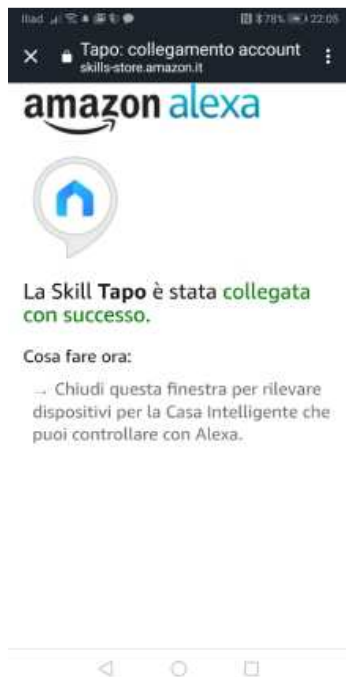 Iliad
78% 22:05
Tapo: collegamento account
skills-store.amazon.it
amazon alexa
La Skill Tapo è stata collegata
con successo.
Cosa fare ora:
→ Chiudi questa finestra per rilevare
dispositivi per la Casa Intelligente che
puoi controllare con Alexa.